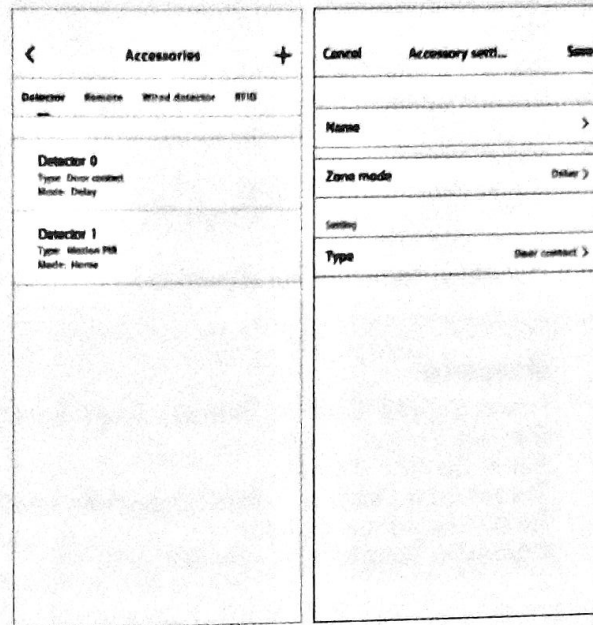 Accessories
Detector Remote Wired detector RFID
Detector 0
Type: Door contact
Mode: Delay
Detector 1
Type: Motion PIR
Mode: Home
Cancel Accessory setti... Save
Name
Zone mode
Setting
Type Door contact